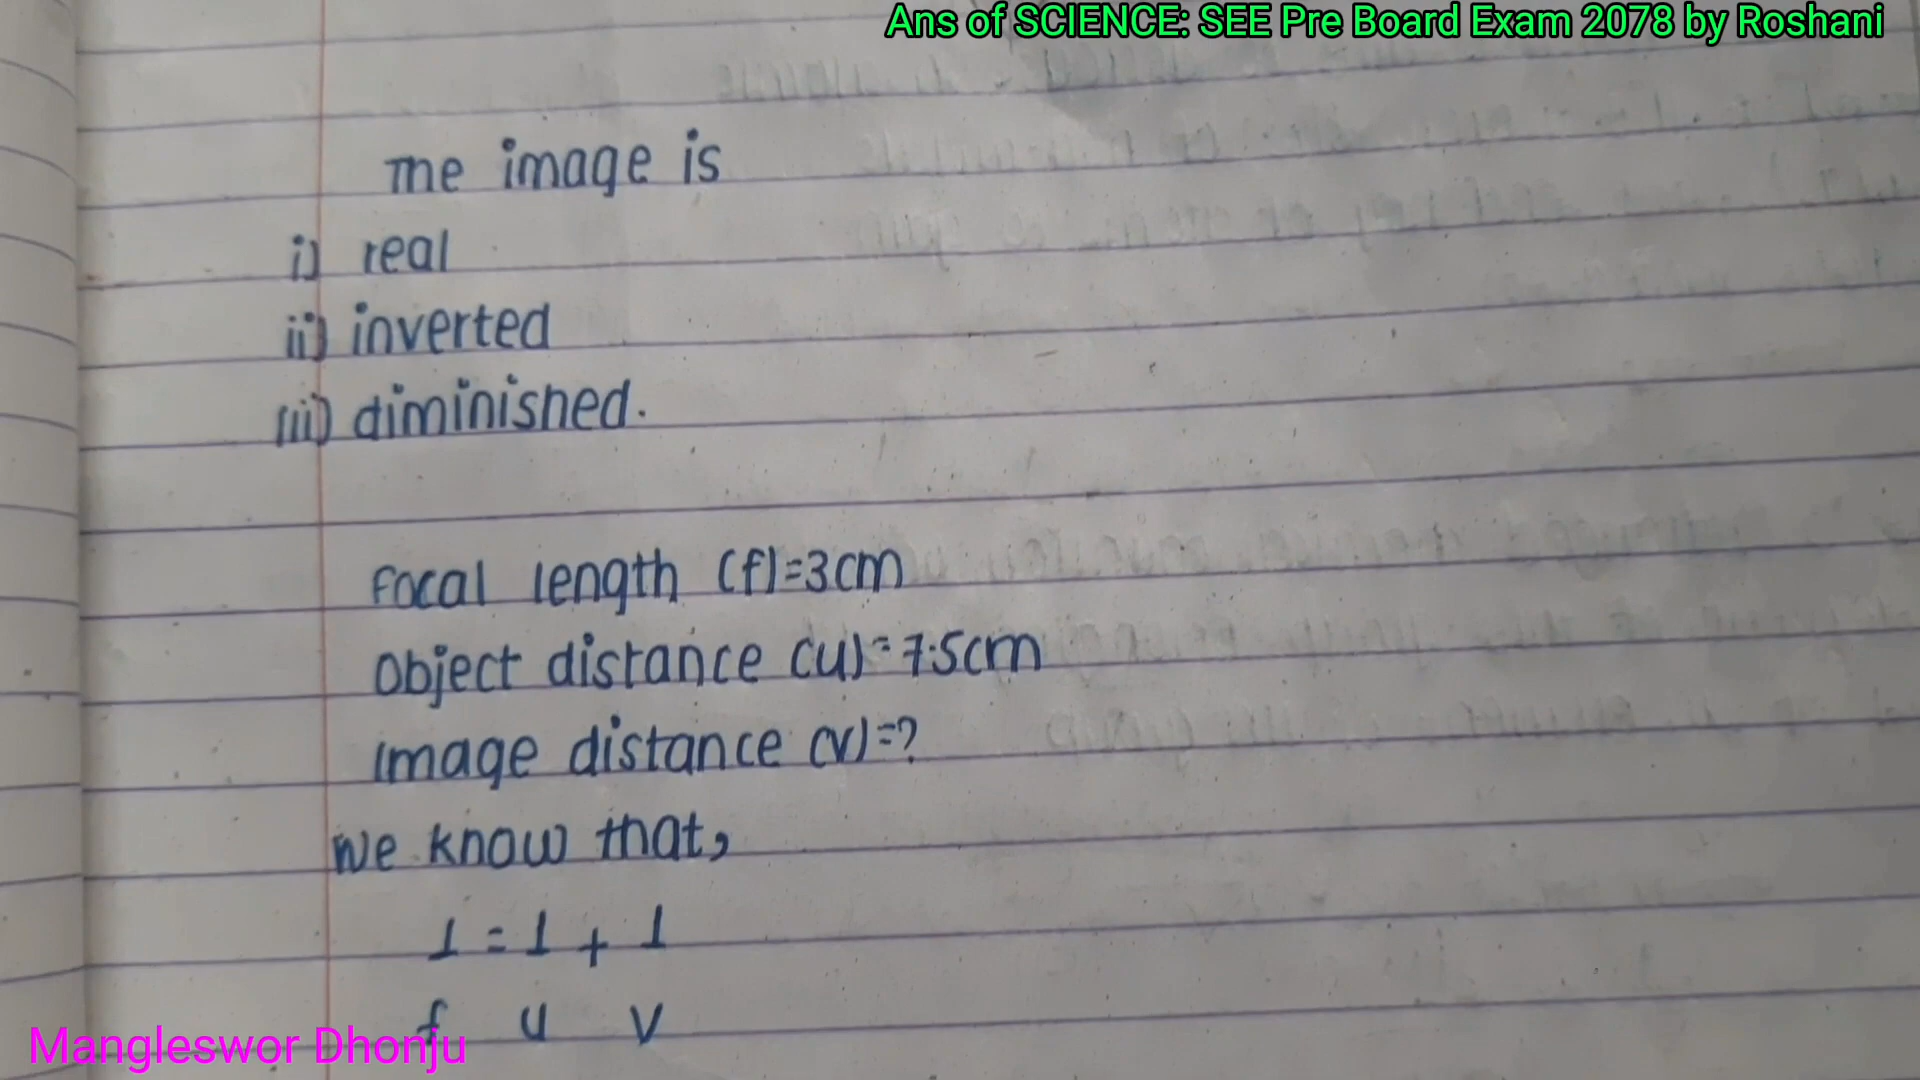 Ans of SCIENCE: SEE Pre Board Exam 2078 by Roshani
The image is
i) real
ii) inverted
iii) diminished.
Focal length (f)=3cm
Object distance (u)=7.5cm
Image distance (v)=?
We know that,
1 = 1 + 1
f u v
Mangleswor Dhonju